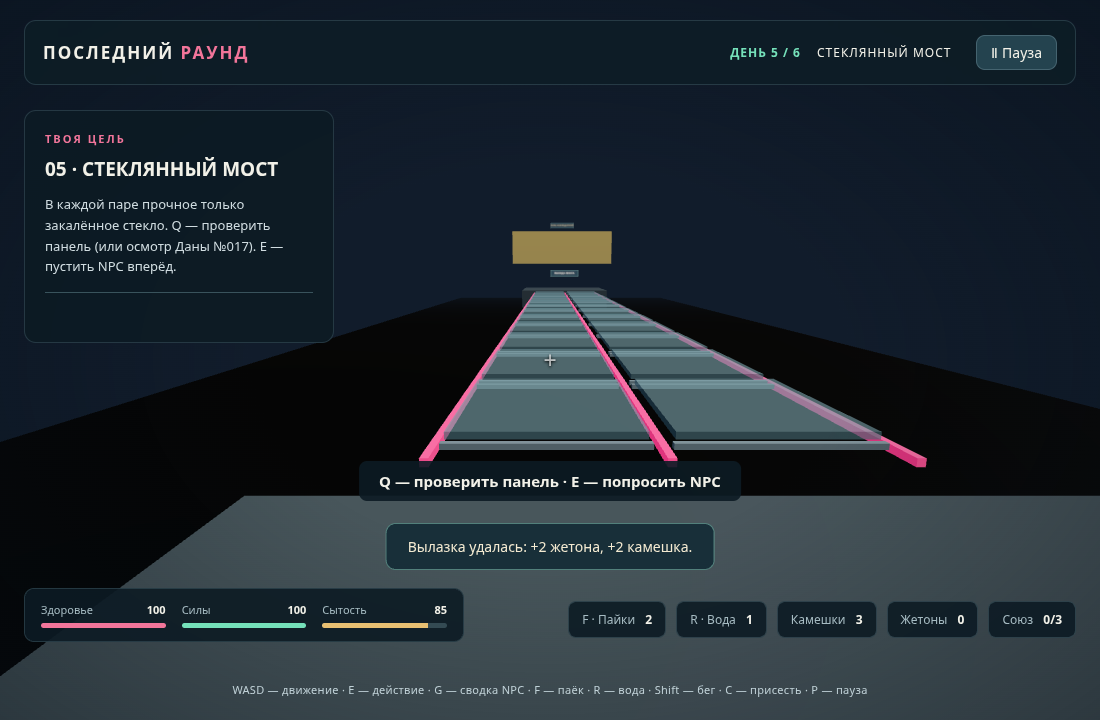 ПОСЛЕДНИЙ РАУНД
ДЕНЬ 5 / 6 СТЕКЛЯННЫЙ МОСТ
Ⅱ Пауза
ТВОЯ ЦЕЛЬ
05 · СТЕКЛЯННЫЙ МОСТ
В каждой паре прочное только
закалённое стекло. Q — проверить
панель (или осмотр Даны №017). E —
пустить NPC вперёд.
Q — проверить панель · E — попросить NPC
Вылазка удалась: +2 жетона, +2 камешка.
Здоровье 100 Силы 100 Сытость 85
F · Пайки 2 R · Вода 1 Камешки 3 Жетоны 0 Союз 0/3
WASD — движение · E — действие · G — сводка NPC · F — паёк · R — вода · Shift — бег · C — присесть · P — пауза